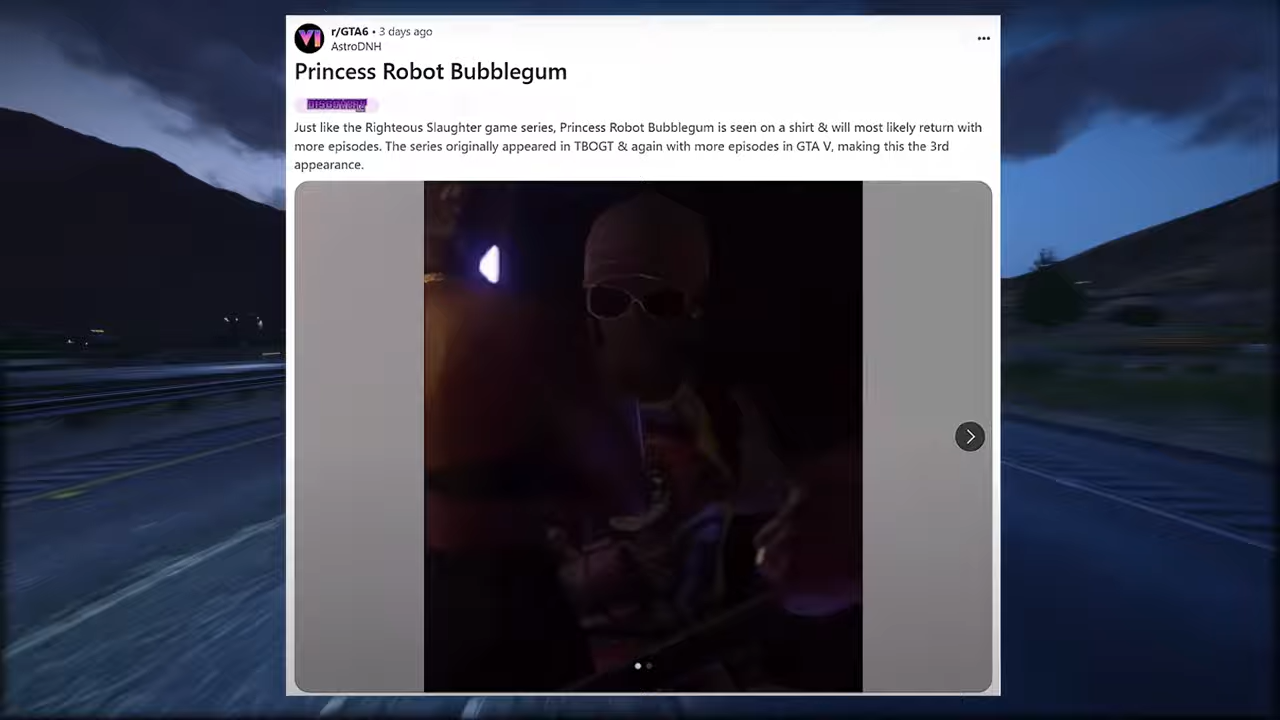 VI
r/GTA6 • 3 days ago
AstroDNH
Princess Robot Bubblegum
DISCOVERY
Just like the Righteous Slaughter game series, Princess Robot Bubblegum is seen on a shirt & will most likely return with
more episodes. The series originally appeared in TBOGT & again with more episodes in GTA V, making this the 3rd
appearance.